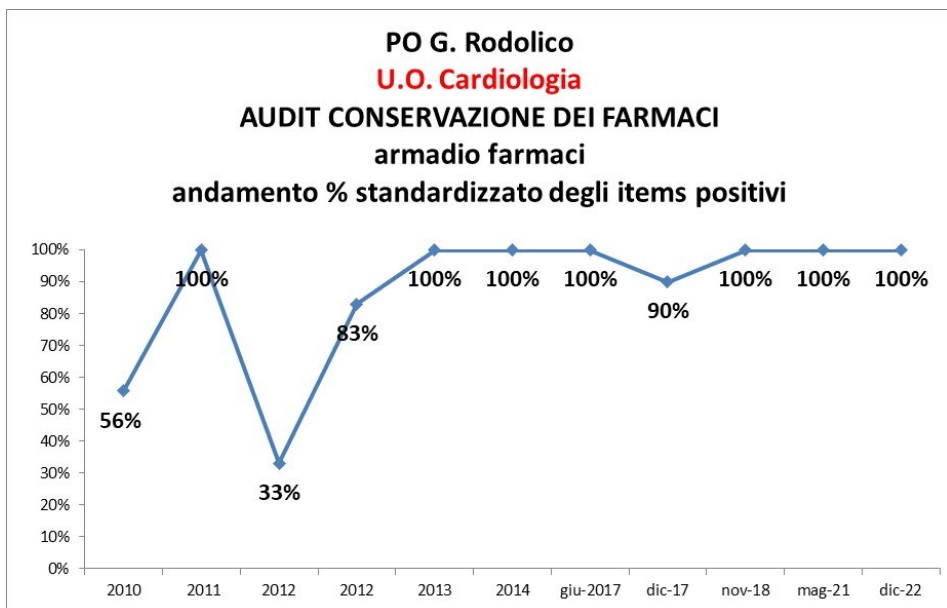 PO G. Rodolico
U.O. Cardiologia
AUDIT CONSERVAZIONE DEI FARMACI
armadio farmaci
andamento % standardizzato degli items positivi
100%
90%
80%
70%
60%
50%
40%
30%
20%
10%
0%
56%
100%
33%
83%
100%
100%
100%
90%
100%
100%
100%
2010
2011
2012
2012
2013
2014
giu-2017
dic-17
nov-18
mag-21
dic-22